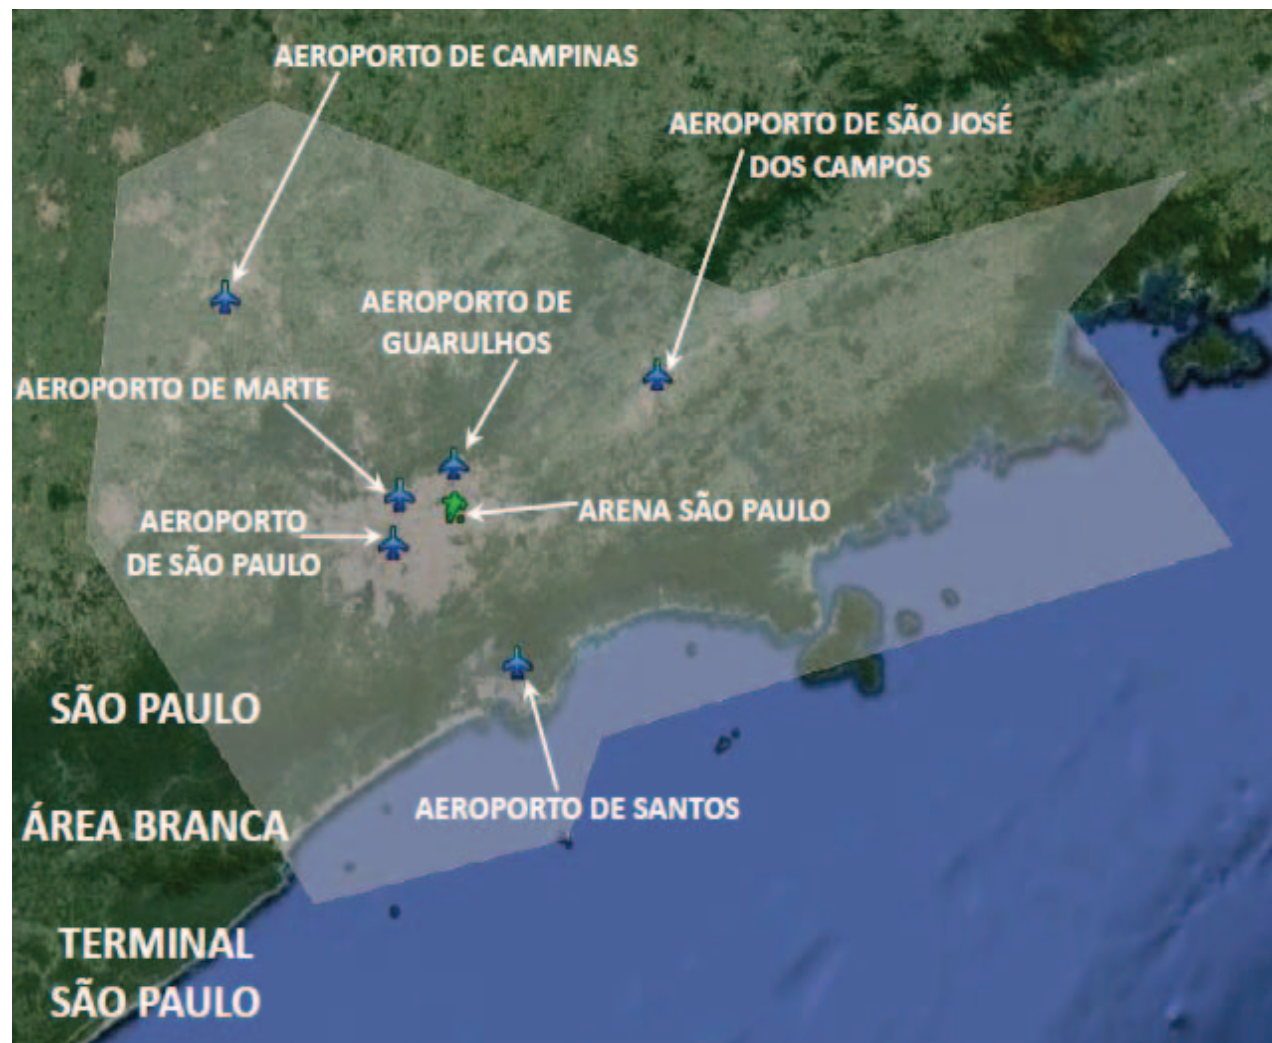 AEROPORTO DE CAMPINAS
AEROPORTO DE SÃO JOSÉ
DOS CAMPOS
AEROPORTO DE
GUARULHOS
AEROPORTO DE MARTE
ARENA SÃO PAULO
AEROPORTO
DE SÃO PAULO
SÃO PAULO
AEROPORTO DE SANTOS
ÁREA BRANCA
TERMINAL
SÃO PAULO